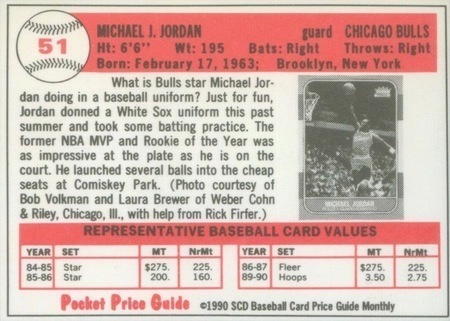 51
MICHAEL J. JORDAN guard CHICAGO BULLS
Ht: 6'6'' Wt: 195 Bats: Right Throws: Right
Born: February 17, 1963; Brooklyn, New York
What is Bulls star Michael Jor-
dan doing in a baseball uniform? Just for fun,
Jordan donned a White Sox uniform this past
summer and took some batting practice. The
former NBA MVP and Rookie of the Year was
as impressive at the plate as he is on the
court. He launched several balls into the cheap
seats at Comiskey Park. (Photo courtesy of
Bob Volkman and Laura Brewer of Weber Cohn
& Riley, Chicago, Ill., with help from Rick Firfer.)
MICHAEL JORDAN
REPRESENTATIVE BASEBALL CARD VALUES
YEAR SET MT NrMt YEAR SET MT NrMt
84-85 Star $275. 225. 86-87 Fleer $275. 225.
85-86 Star 200. 160. 89-90 Hoops 3.50 2.75
Pocket Price Guide ©1990 SCD Baseball Card Price Guide Monthly